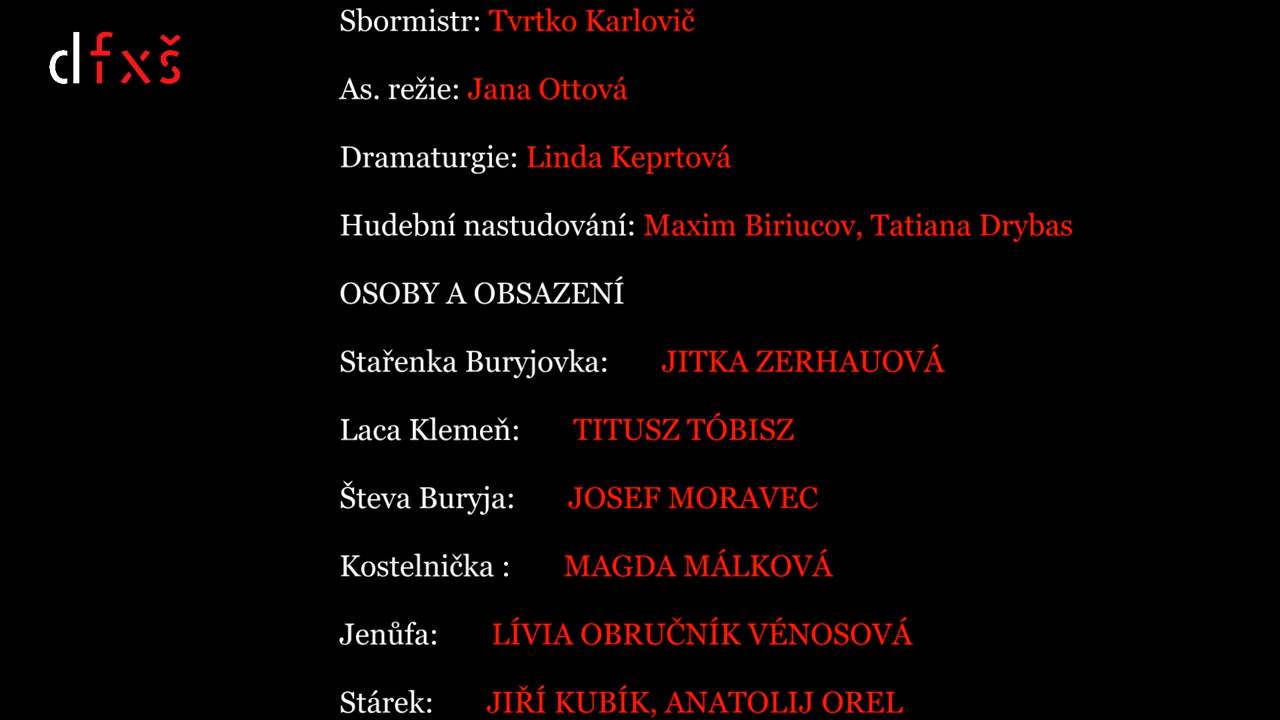 dfxš
Sbormistr: Tvrtko Karlovič
As. režie: Jana Ottová
Dramaturgie: Linda Keprtová
Hudební nastudování: Maxim Biriucov, Tatiana Drybas
OSOBY A OBSAZENÍ
Stařenka Buryjovka: JITKA ZERHAUOVÁ
Laca Klemeň: TITUSZ TÓBISZ
Števa Buryja: JOSEF MORAVEC
Kostelnička : MAGDA MÁLKOVÁ
Jenůfa: LÍVIA OBRUČNÍK VÉNOSOVÁ
Stárek: JIŘÍ KUBÍK, ANATOLIJ OREL